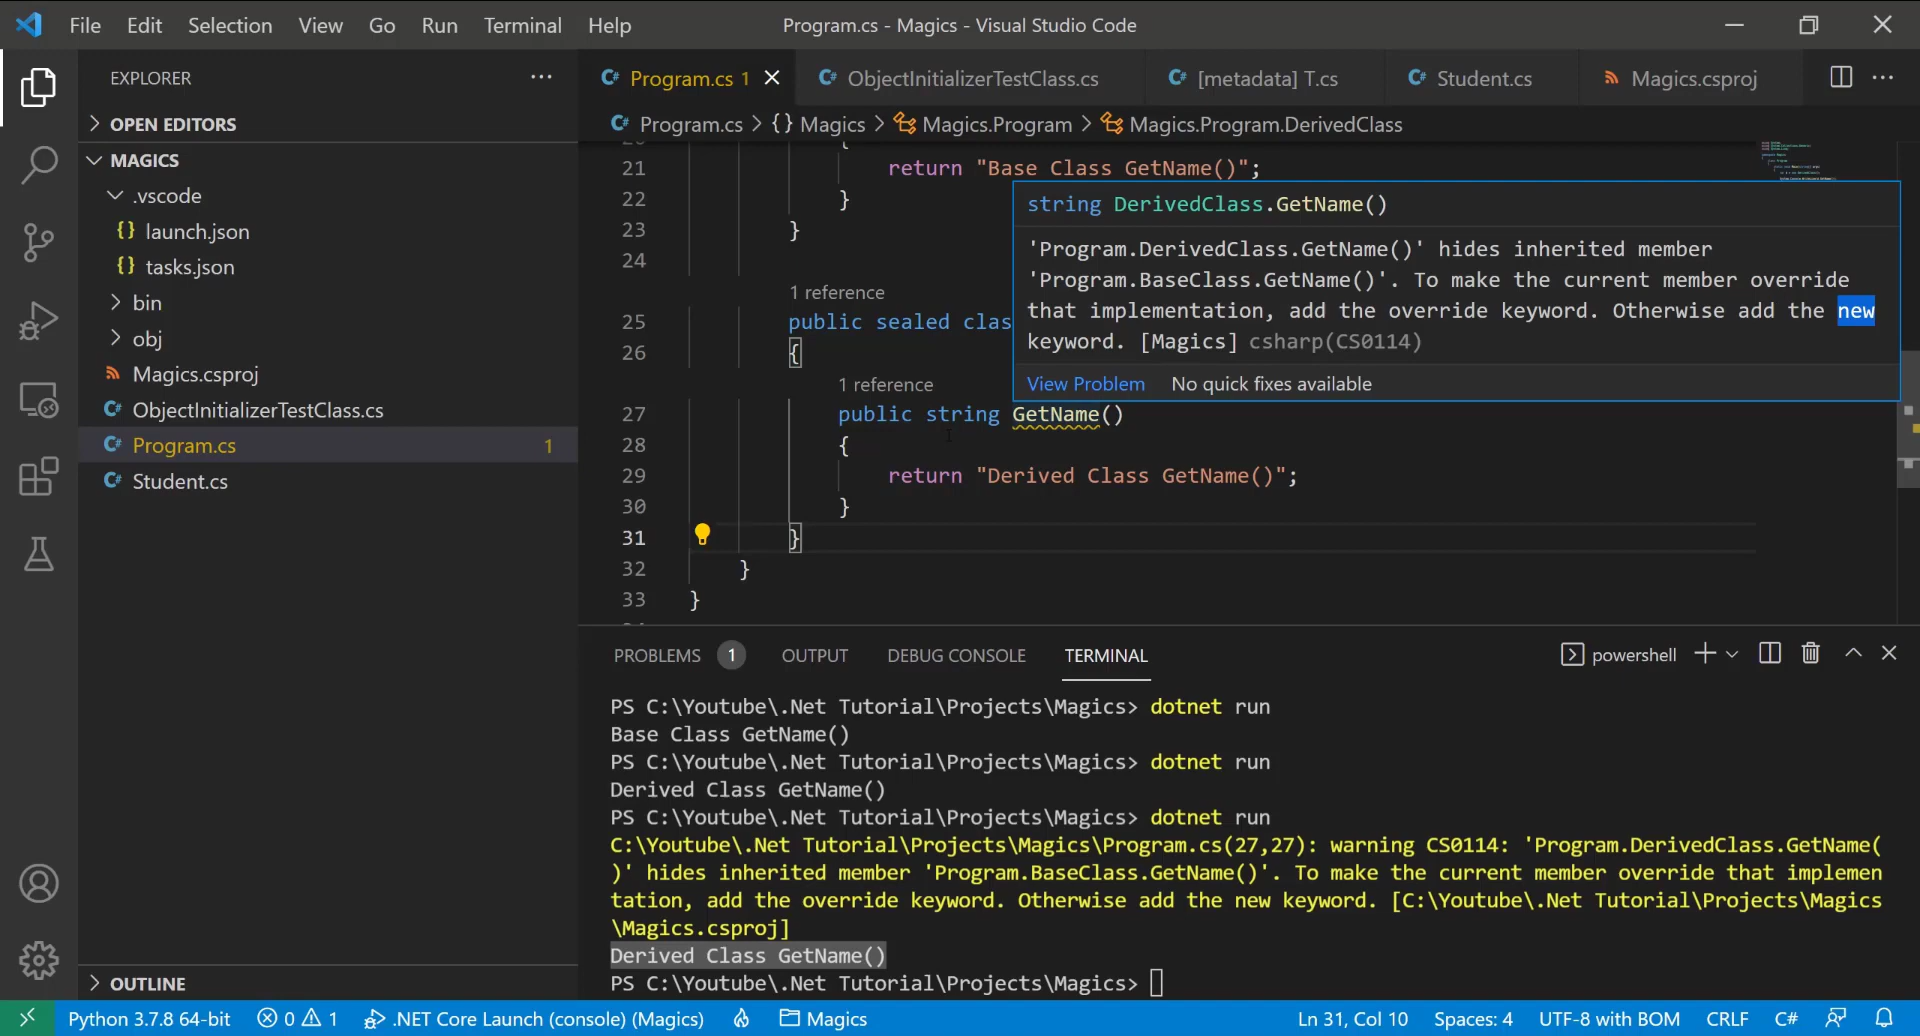 File Edit Selection View Go Run Terminal Help
Program.cs - Magics - Visual Studio Code
EXPLORER
OPEN EDITORS
MAGICS
.vscode
{} launch.json
{} tasks.json
bin
obj
Magics.csproj
C# ObjectInitializerTestClass.cs
C# Program.cs 1
C# Student.cs
OUTLINE
C# Program.cs 1
C# ObjectInitializerTestClass.cs
C# [metadata] T.cs
C# Student.cs
Magics.csproj
C# Program.cs > {} Magics > Magics.Program > Magics.Program.DerivedClass
{
21 return "Base Class GetName()";
22 }
23 }
24
1 reference
25 public sealed clas
26 {
1 reference
27 public string GetName()
28 {
29 return "Derived Class GetName()";
30 }
31 }
32 }
33 }
string DerivedClass.GetName()
'Program.DerivedClass.GetName()' hides inherited member
'Program.BaseClass.GetName()'. To make the current member override
that implementation, add the override keyword. Otherwise add the new
keyword. [Magics] csharp(CS0114)
View Problem No quick fixes available
PROBLEMS 1 OUTPUT DEBUG CONSOLE TERMINAL
powershell
PS C:\Youtube\.Net Tutorial\Projects\Magics> dotnet run
Base Class GetName()
PS C:\Youtube\.Net Tutorial\Projects\Magics> dotnet run
Derived Class GetName()
PS C:\Youtube\.Net Tutorial\Projects\Magics> dotnet run
C:\Youtube\.Net Tutorial\Projects\Magics\Program.cs(27,27): warning CS0114: 'Program.DerivedClass.GetName(
)' hides inherited member 'Program.BaseClass.GetName()'. To make the current member override that implemen
tation, add the override keyword. Otherwise add the new keyword. [C:\Youtube\.Net Tutorial\Projects\Magics
\Magics.csproj]
Derived Class GetName()
PS C:\Youtube\.Net Tutorial\Projects\Magics>
Python 3.7.8 64-bit 0 1 .NET Core Launch (console) (Magics) Magics
Ln 31, Col 10 Spaces: 4 UTF-8 with BOM CRLF C#